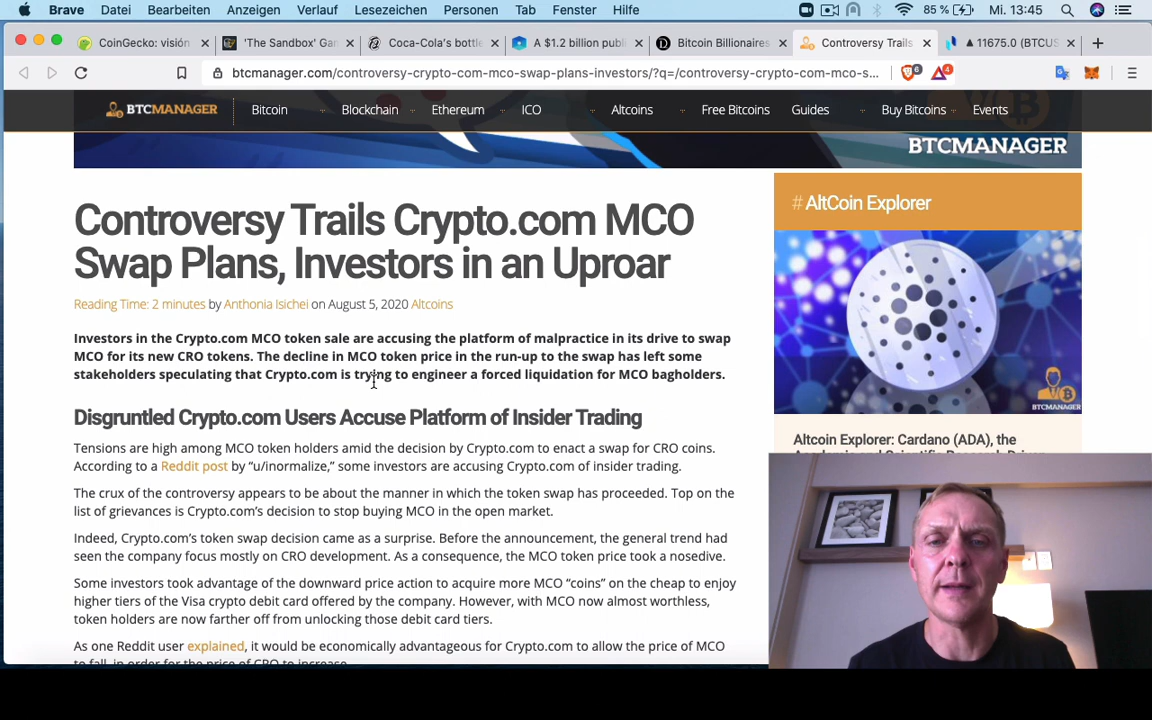 Brave Datei Bearbeiten Anzeigen Verlauf Lesezeichen Personen Tab Fenster Hilfe 85 % Mi. 13:45
CoinGecko: visión 'The Sandbox' Gar Coca-Cola's bottle A $1.2 billion publ Bitcoin Billionaires Controversy Trails 11675.0 (BTCUS
btcmanager.com/controversy-crypto-com-mco-swap-plans-investors/?q=/controversy-crypto-com-mco-s... 6 4
BTCMANAGER Bitcoin Blockchain Ethereum ICO Altcoins Free Bitcoins Guides Buy Bitcoins Events
BTCMANAGER
Controversy Trails Crypto.com MCO
Swap Plans, Investors in an Uproar
Reading Time: 2 minutes by Anthonia Isichei on August 5, 2020 Altcoins
Investors in the Crypto.com MCO token sale are accusing the platform of malpractice in its drive to swap
MCO for its new CRO tokens. The decline in MCO token price in the run-up to the swap has left some
stakeholders speculating that Crypto.com is trying to engineer a forced liquidation for MCO bagholders.
Disgruntled Crypto.com Users Accuse Platform of Insider Trading
Tensions are high among MCO token holders amid the decision by Crypto.com to enact a swap for CRO coins.
According to a Reddit post by “u/inormalize,” some investors are accusing Crypto.com of insider trading.
The crux of the controversy appears to be about the manner in which the token swap has proceeded. Top on the
list of grievances is Crypto.com’s decision to stop buying MCO in the open market.
Indeed, Crypto.com’s token swap decision came as a surprise. Before the announcement, the general trend had
seen the company focus mostly on CRO development. As a consequence, the MCO token price took a nosedive.
Some investors took advantage of the downward price action to acquire more MCO “coins” on the cheap to enjoy
higher tiers of the Visa crypto debit card offered by the company. However, with MCO now almost worthless,
token holders are now farther off from unlocking those debit card tiers.
As one Reddit user explained, it would be economically advantageous for Crypto.com to allow the price of MCO
to fall, in order for the price of CRO to increase.
#AltCoin Explorer
BTCMANAGER
Altcoin Explorer: Cardano (ADA), the